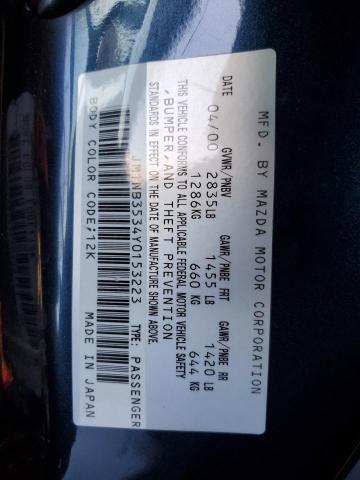 MFD. BY MAZDA MOTOR CORPORATION
GVWR/PNBV GAWR/PNBE FRT GAWR/PNBE RR
04/00 2835LB 1455 LB 1420 LB
1286KG 660 KG 644 KG
THIS VEHICLE CONFORMS TO ALL APPLICABLE FEDERAL MOTOR VEHICLE SAFETY
,BUMPER, AND THEFT PREVENTION
STANDARDS IN EFFECT ON THE DATE OF MANUFACTURE SHOWN ABOVE.
JM1NB3534Y0153223 TYPE: PASSENGER
BODY COLOR CODE;12K MADE IN JAPAN